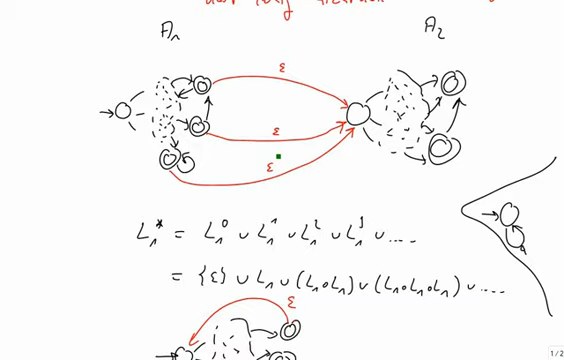 A₁
A₂
ε
ε
ε
L₁* = L₁⁰ ∪ L₁¹ ∪ L₁² ∪ L₁³ ∪ ....
= {ε} ∪ L₁ ∪ (L₁∘L₁) ∪ (L₁∘L₁∘L₁) ∪ ....
ε
1/2